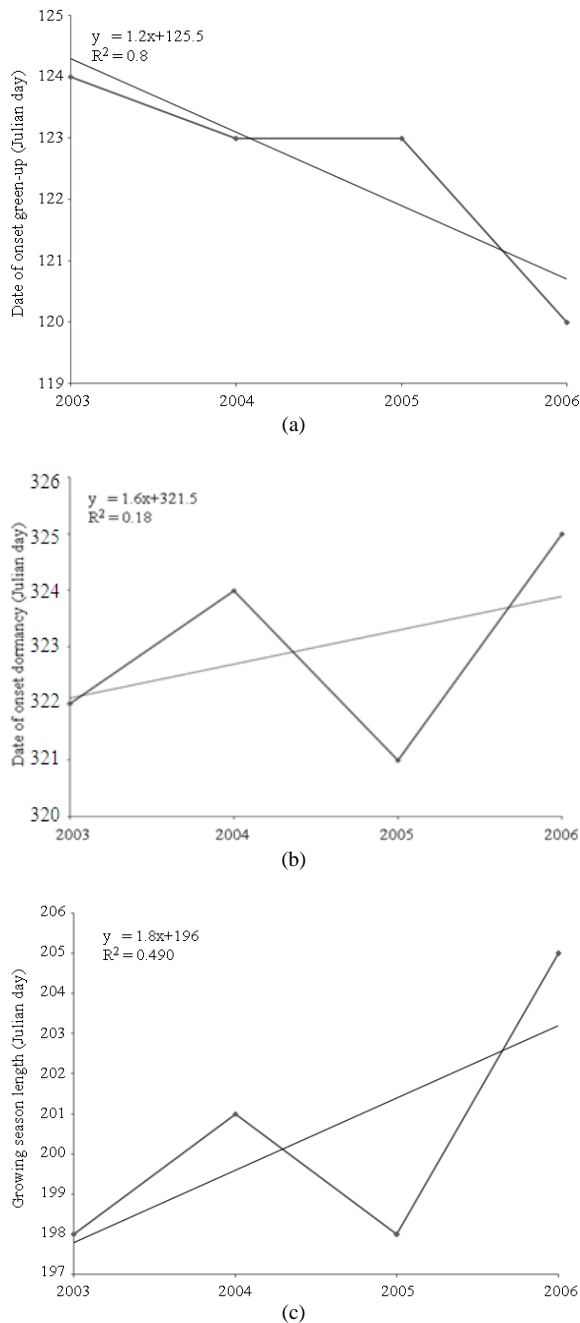 y = 1.2x+125.5
R² = 0.8
Date of onset green-up (Julian day)
125
124
123
122
121
120
119
2003 2004 2005 2006
(a)
y = 1.6x+321.5
R² = 0.18
Date of onset dormancy (Julian day)
326
325
324
323
322
321
320
2003 2004 2005 2006
(b)
y = 1.8x+196
R² = 0.490
Growing season length (Julian day)
206
205
204
203
202
201
200
199
198
197
2003 2004 2005 2006
(c)